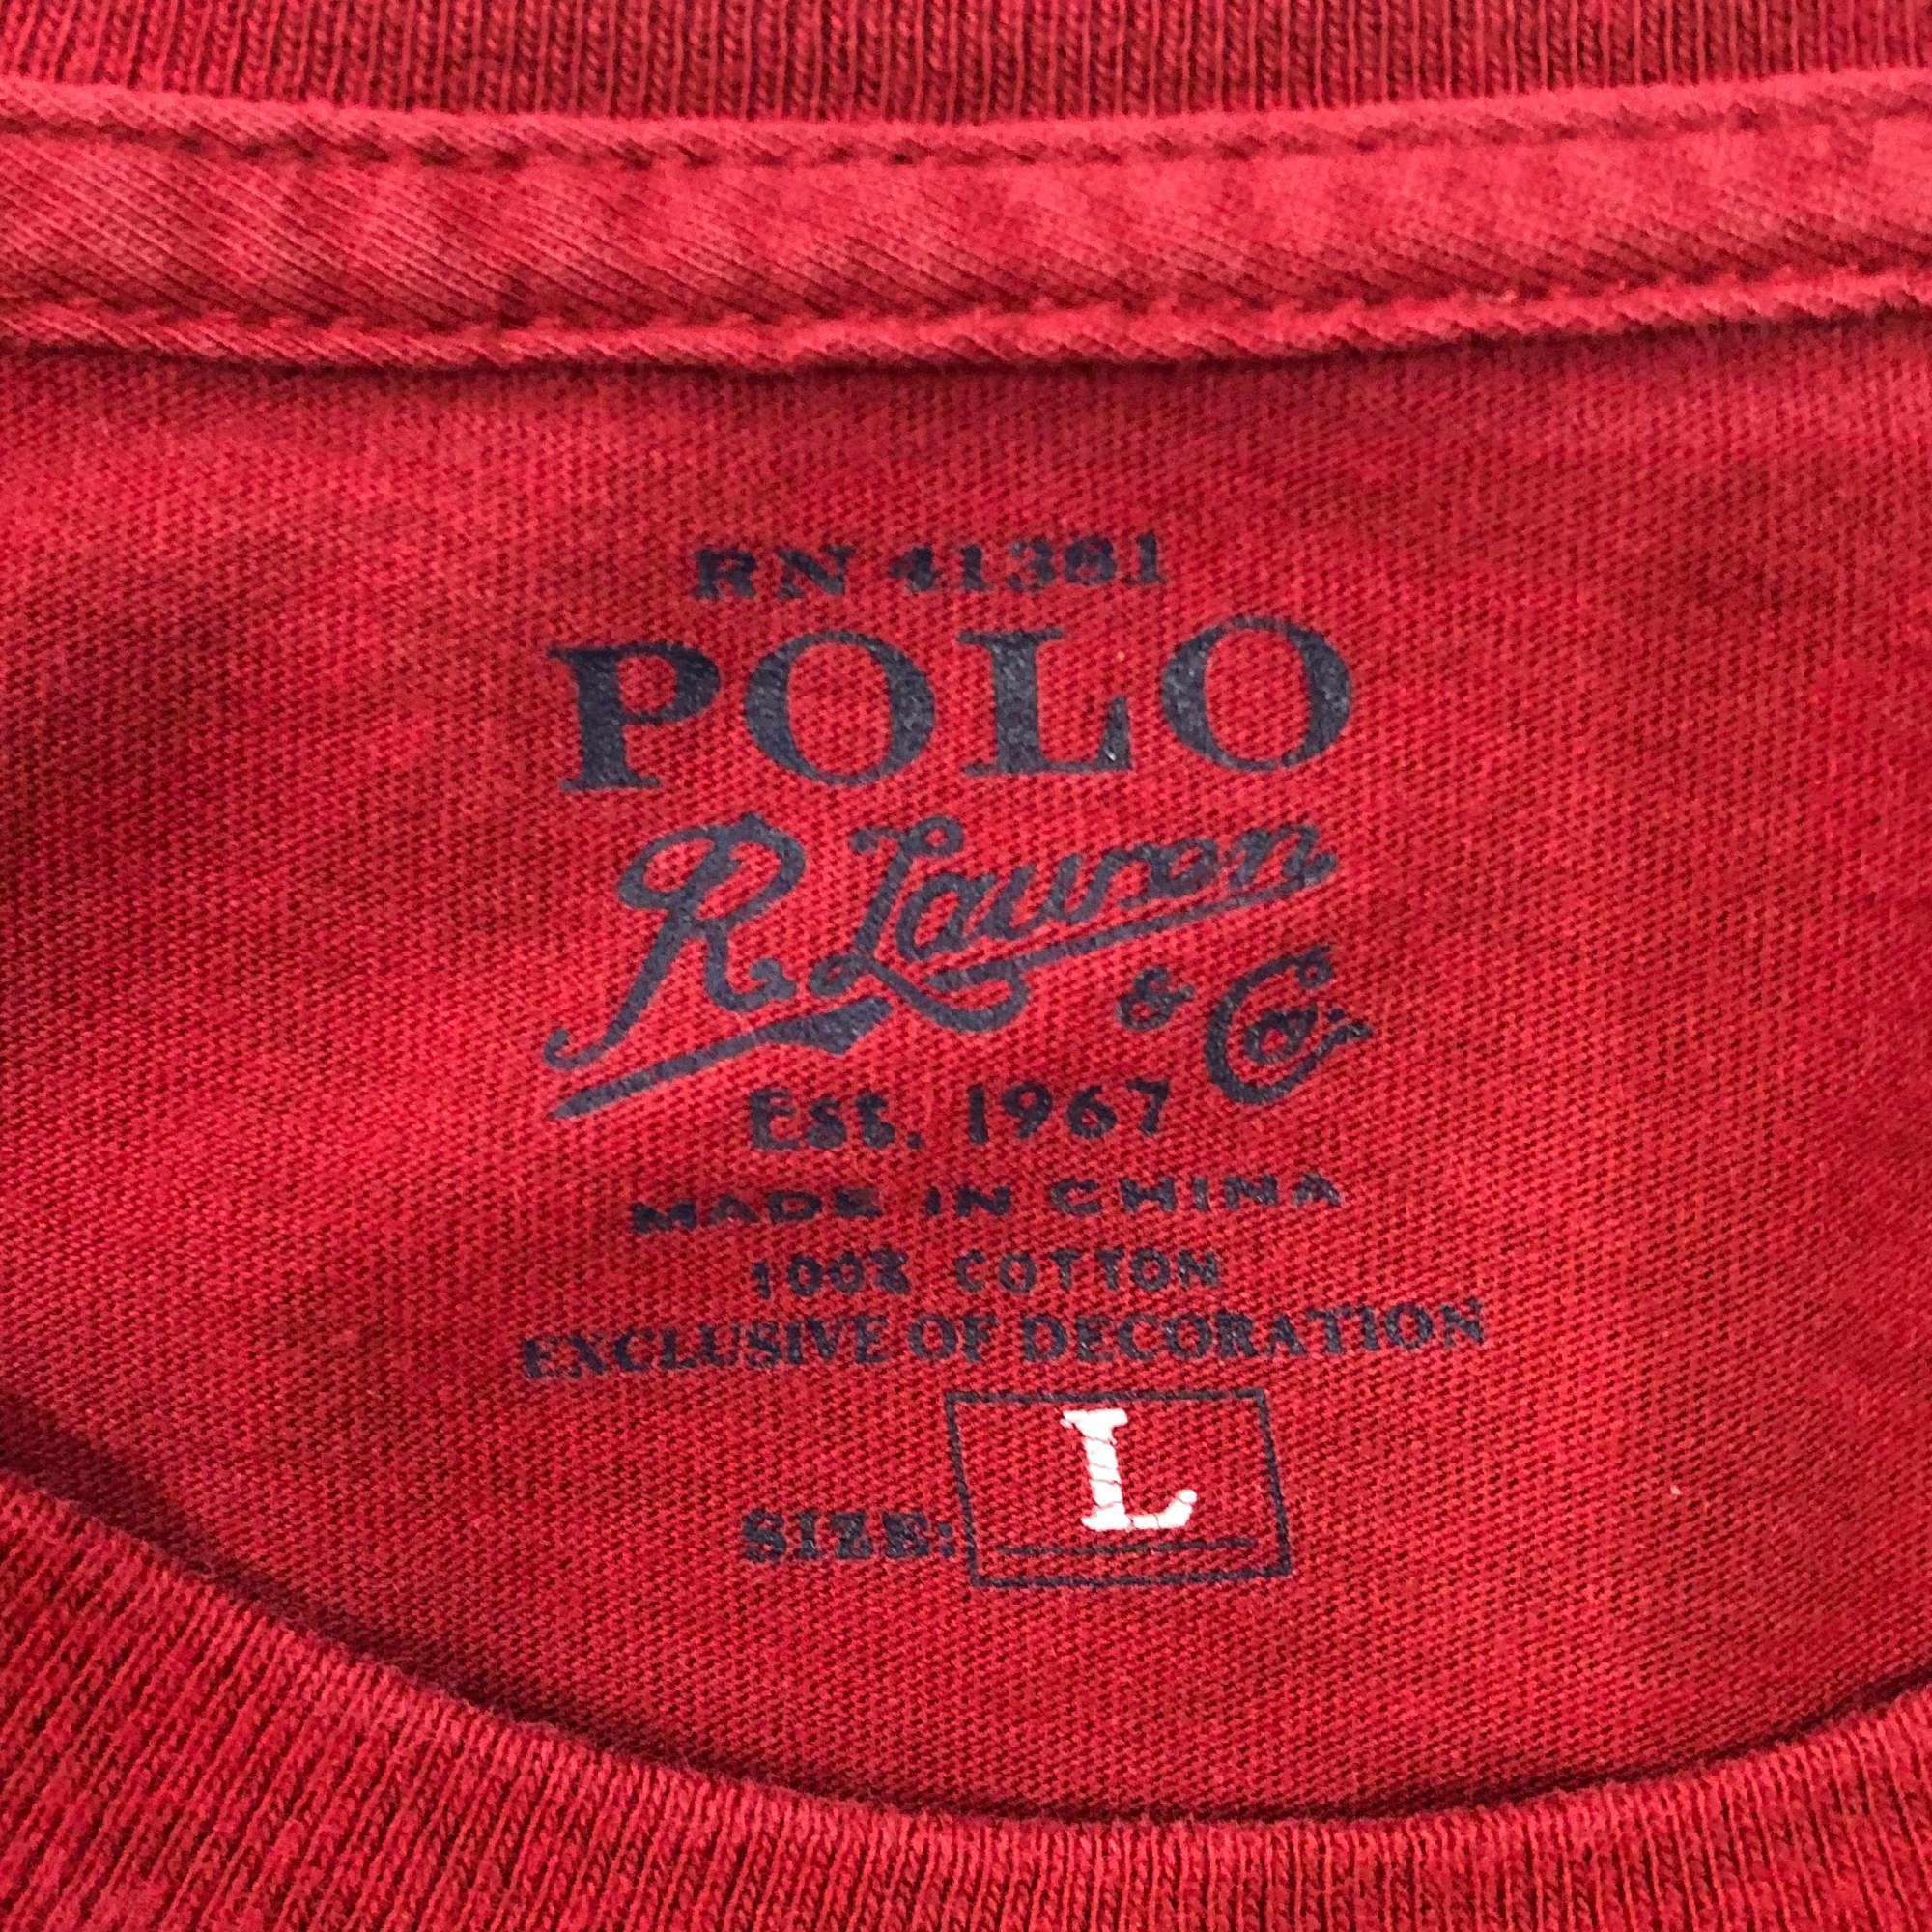 RN 41381
POLO
R. Lauren
& Co.
Est. 1967
MADE IN CHINA
100% COTTON
EXCLUSIVE OF DECORATION
SIZE: L